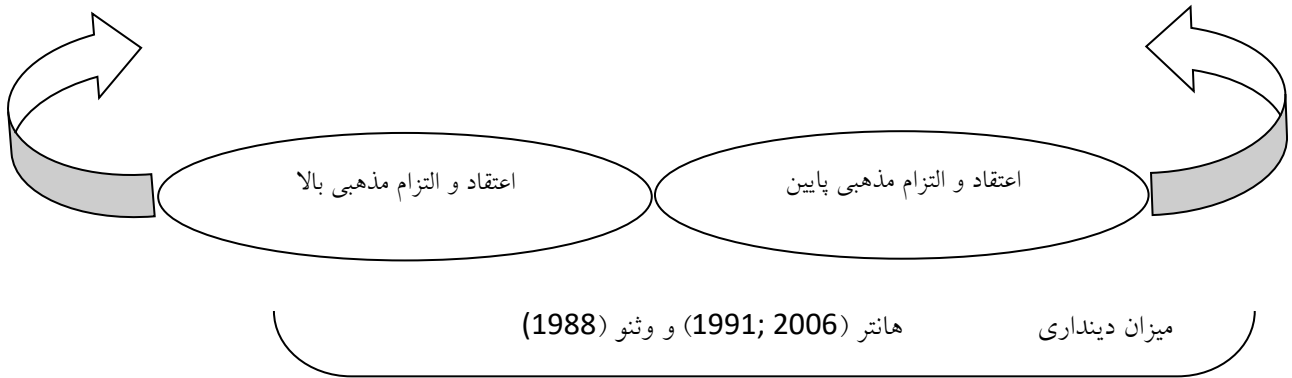 اعتقاد و التزام مذهبی پایین
اعتقاد و التزام مذهبی بالا
میزان دینداری هانتر (1991; 2006) و وثنو (1988)